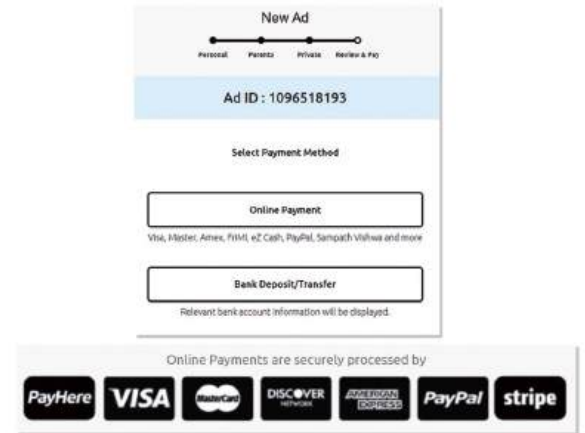 New Ad
Personal Parents Private Review & Pay
Ad ID : 1096518193
Select Payment Method
Online Payment
Visa, Master, Amex, FriMi, eZ Cash, PayPal, Sampath Vishwa and more
Bank Deposit/Transfer
Relevant bank account information will be displayed.
Online Payments are securely processed by
PayHere VISA MasterCard DISCOVER NETWORK AMERICAN EXPRESS PayPal stripe